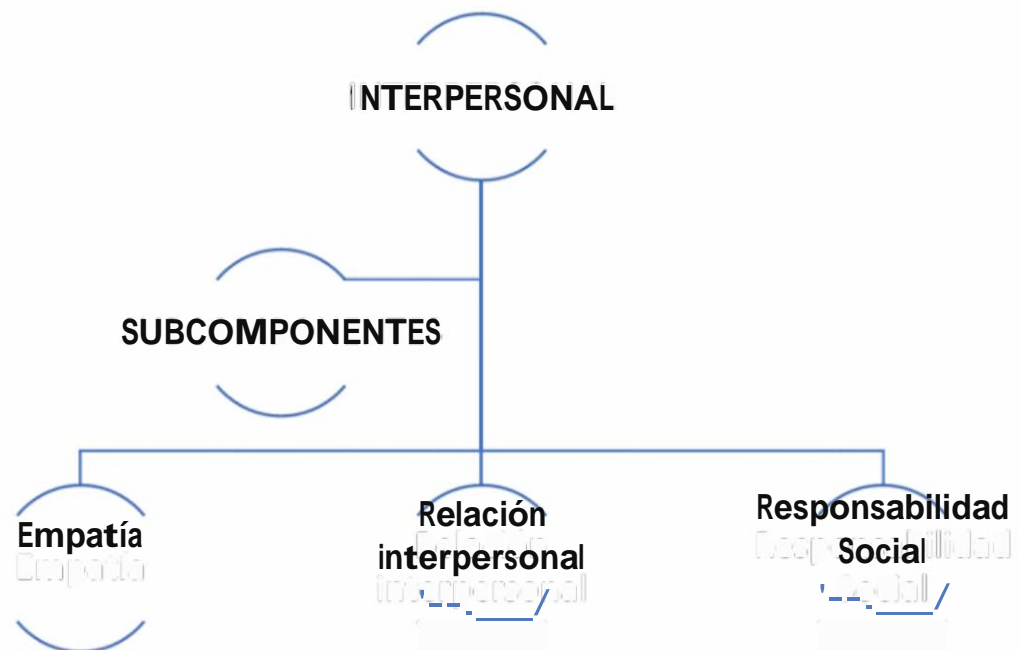 INTERPERSONAL
SUBCOMPONENTES
Empatía
Relación
interpersonal
Responsabilidad
Social